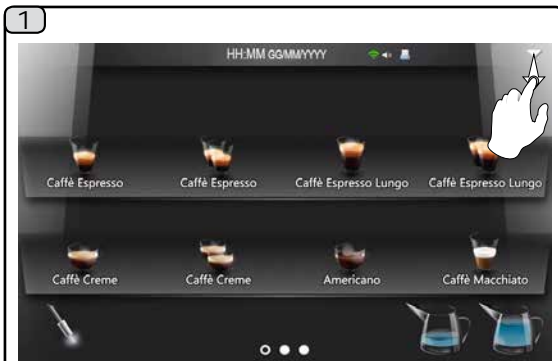 1
HH:MM GG/MM/YYYY
Caffè Espresso Caffè Espresso Caffè Espresso Lungo Caffè Espresso Lungo
Caffè Creme Caffè Creme Americano Caffè Macchiato